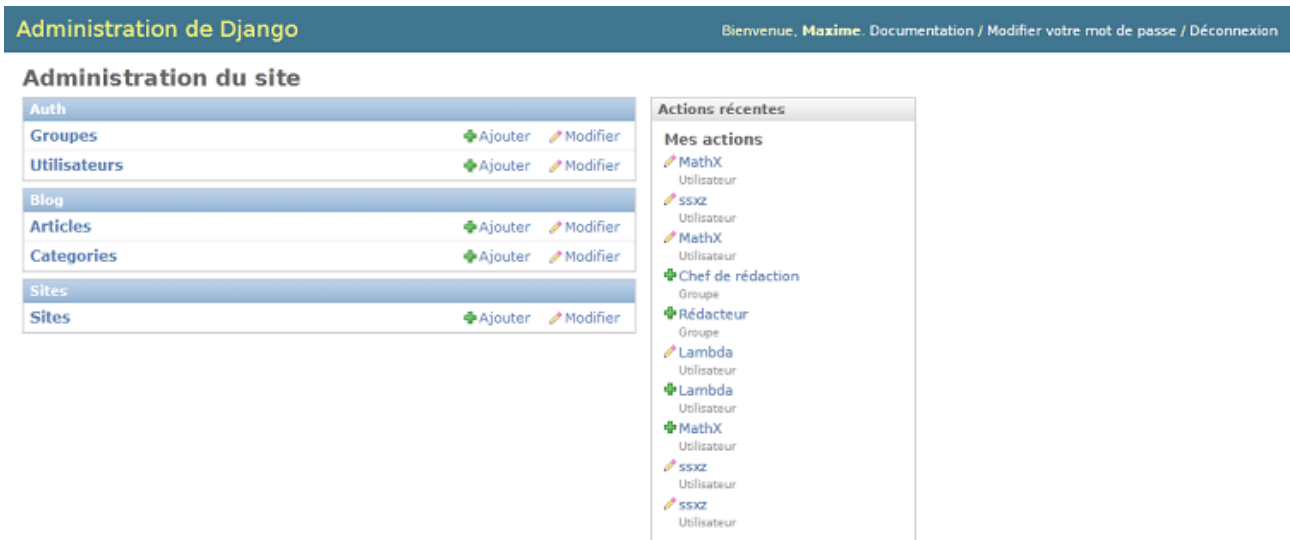 Administration de Django
Bienvenue, Maxime. Documentation / Modifier votre mot de passe / Déconnexion
Administration du site
Auth
Groupes Ajouter Modifier
Utilisateurs Ajouter Modifier
Blog
Articles Ajouter Modifier
Categories Ajouter Modifier
Sites
Sites Ajouter Modifier
Actions récentes
Mes actions
MathX
Utilisateur
ssxz
Utilisateur
MathX
Utilisateur
Chef de rédaction
Groupe
Rédacteur
Groupe
Lambda
Utilisateur
Lambda
Utilisateur
MathX
Utilisateur
ssxz
Utilisateur
ssxz
Utilisateur